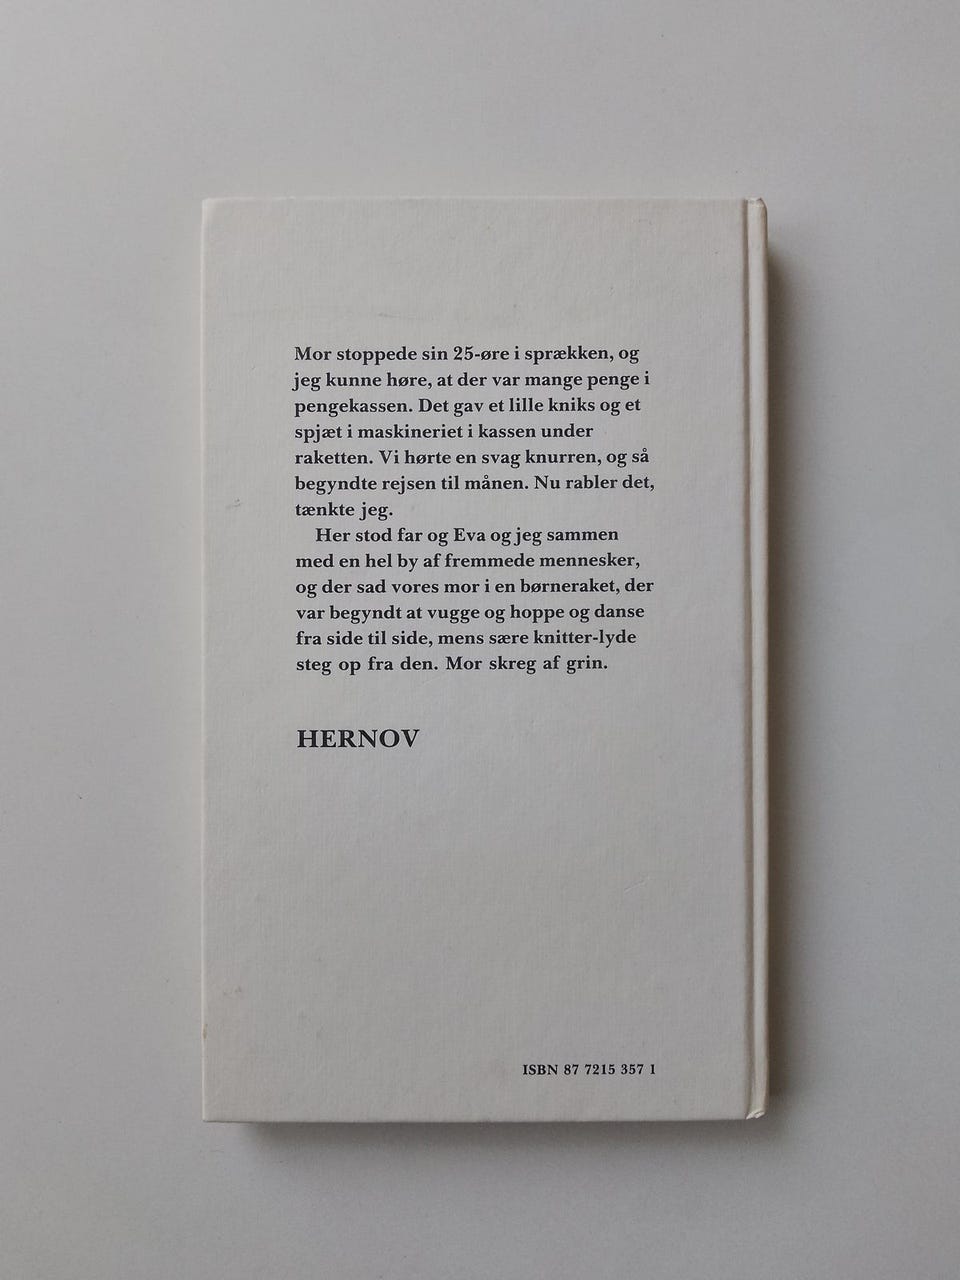 Mor stoppede sin 25-øre i sprækken, og
jeg kunne høre, at der var mange penge i
pengekassen. Det gav et lille kniks og et
spjæt i maskineriet i kassen under
raketten. Vi hørte en svag knurren, og så
begyndte rejsen til månen. Nu rabler det,
tænkte jeg.
Her stod far og Eva og jeg sammen
med en hel by af fremmede mennesker,
og der sad vores mor i en børneraket, der
var begyndt at vugge og hoppe og danse
fra side til side, mens sære knitter-lyde
steg op fra den. Mor skreg af grin.
HERNOV
ISBN 87 7215 357 1